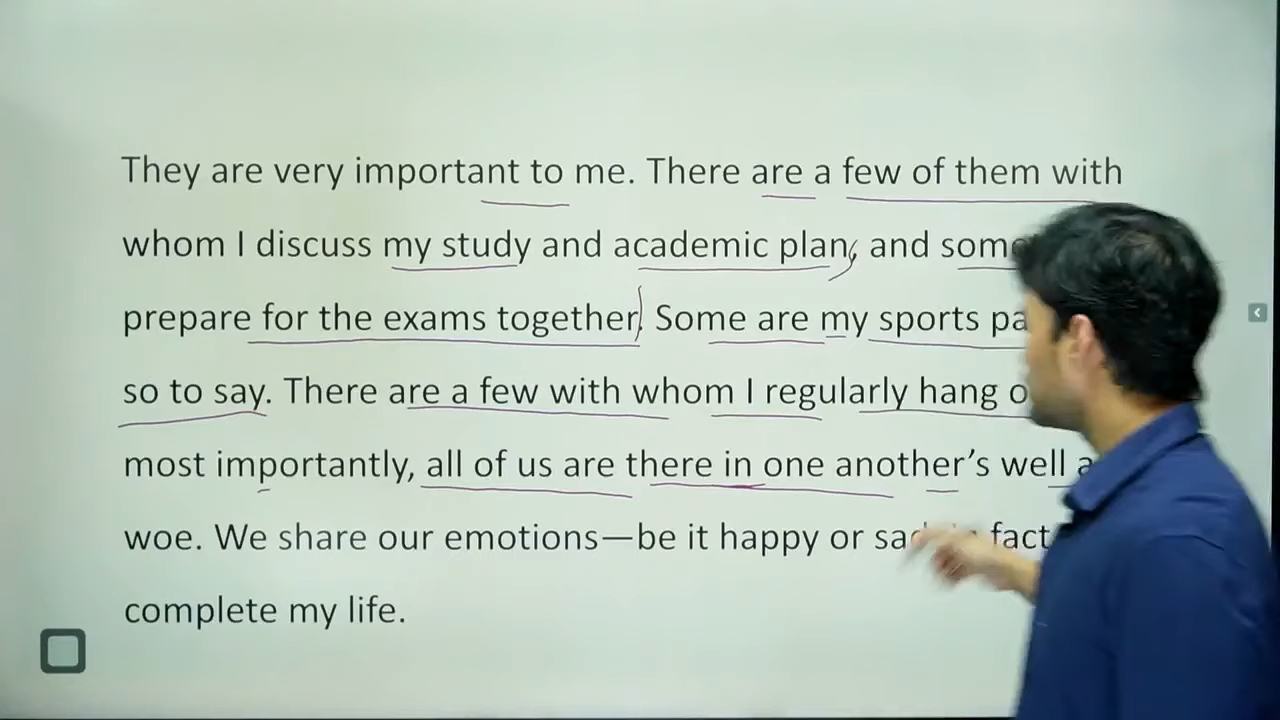 They are very important to me. There are a few of them with
whom I discuss my study and academic plan, and some
prepare for the exams together. Some are my sports
so to say. There are a few with whom I regularly hang
most importantly, all of us are there in one another's well
woe. We share our emotions—be it happy or fact
complete my life.